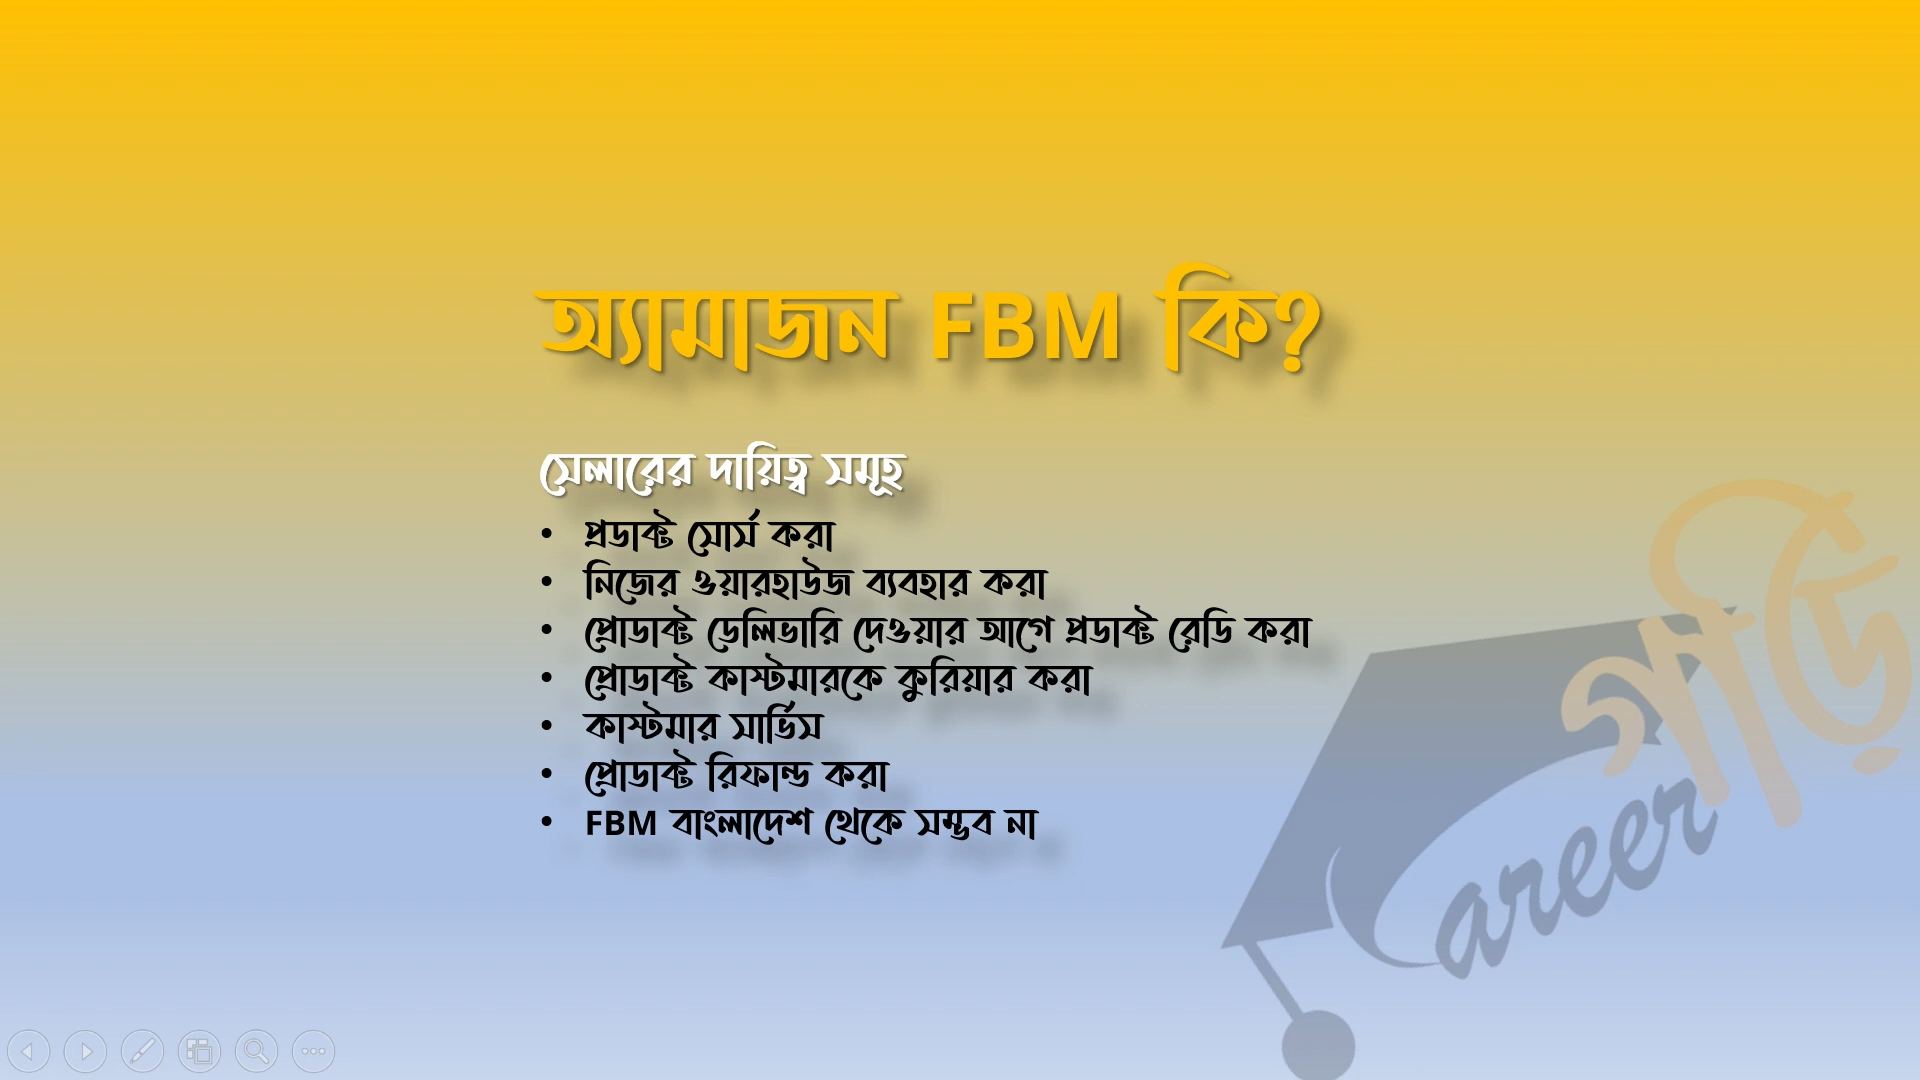 অ্যামাজন FBM কি?
সেলারের দায়িত্ব সমূহ
• প্রডাক্ট সোর্স করা
• নিজের ওয়ারহাউজ ব্যবহার করা
• প্রোডাক্ট ডেলিভারি দেওয়ার আগে প্রডাক্ট রেডি করা
• প্রোডাক্ট কাস্টমারকে কুরিয়ার করা
• কাস্টমার সার্ভিস
• প্রোডাক্ট রিফান্ড করা
• FBM বাংলাদেশ থেকে সম্ভব না
Career গড়ি